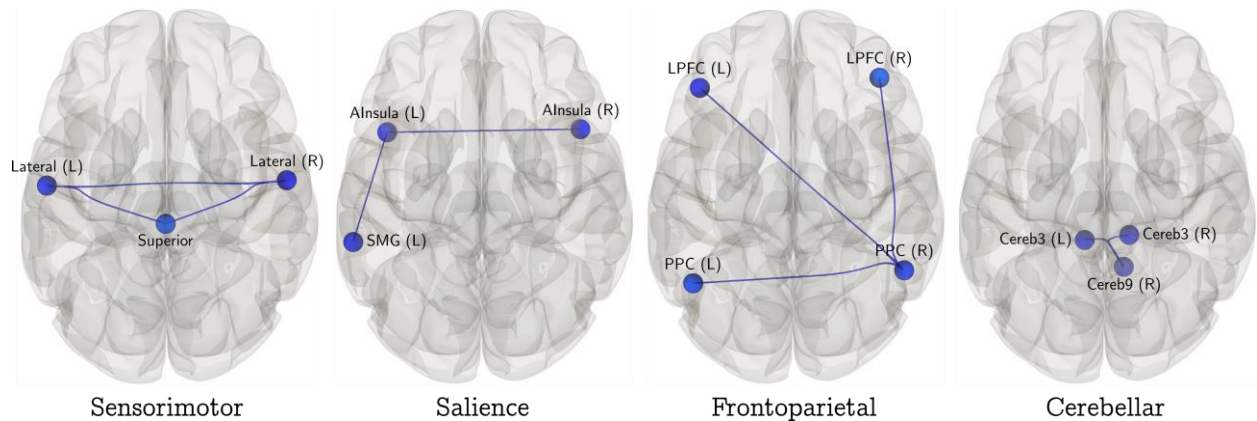 Lateral (L)
Lateral (R)
Superior
Sensorimotor
AInsula (L)
AInsula (R)
SMG (L)
Salience
LPFC (L)
LPFC (R)
PPC (L)
PPC (R)
Frontoparietal
Cereb3 (L)
Cereb3 (R)
Cereb9 (R)
Cerebellar